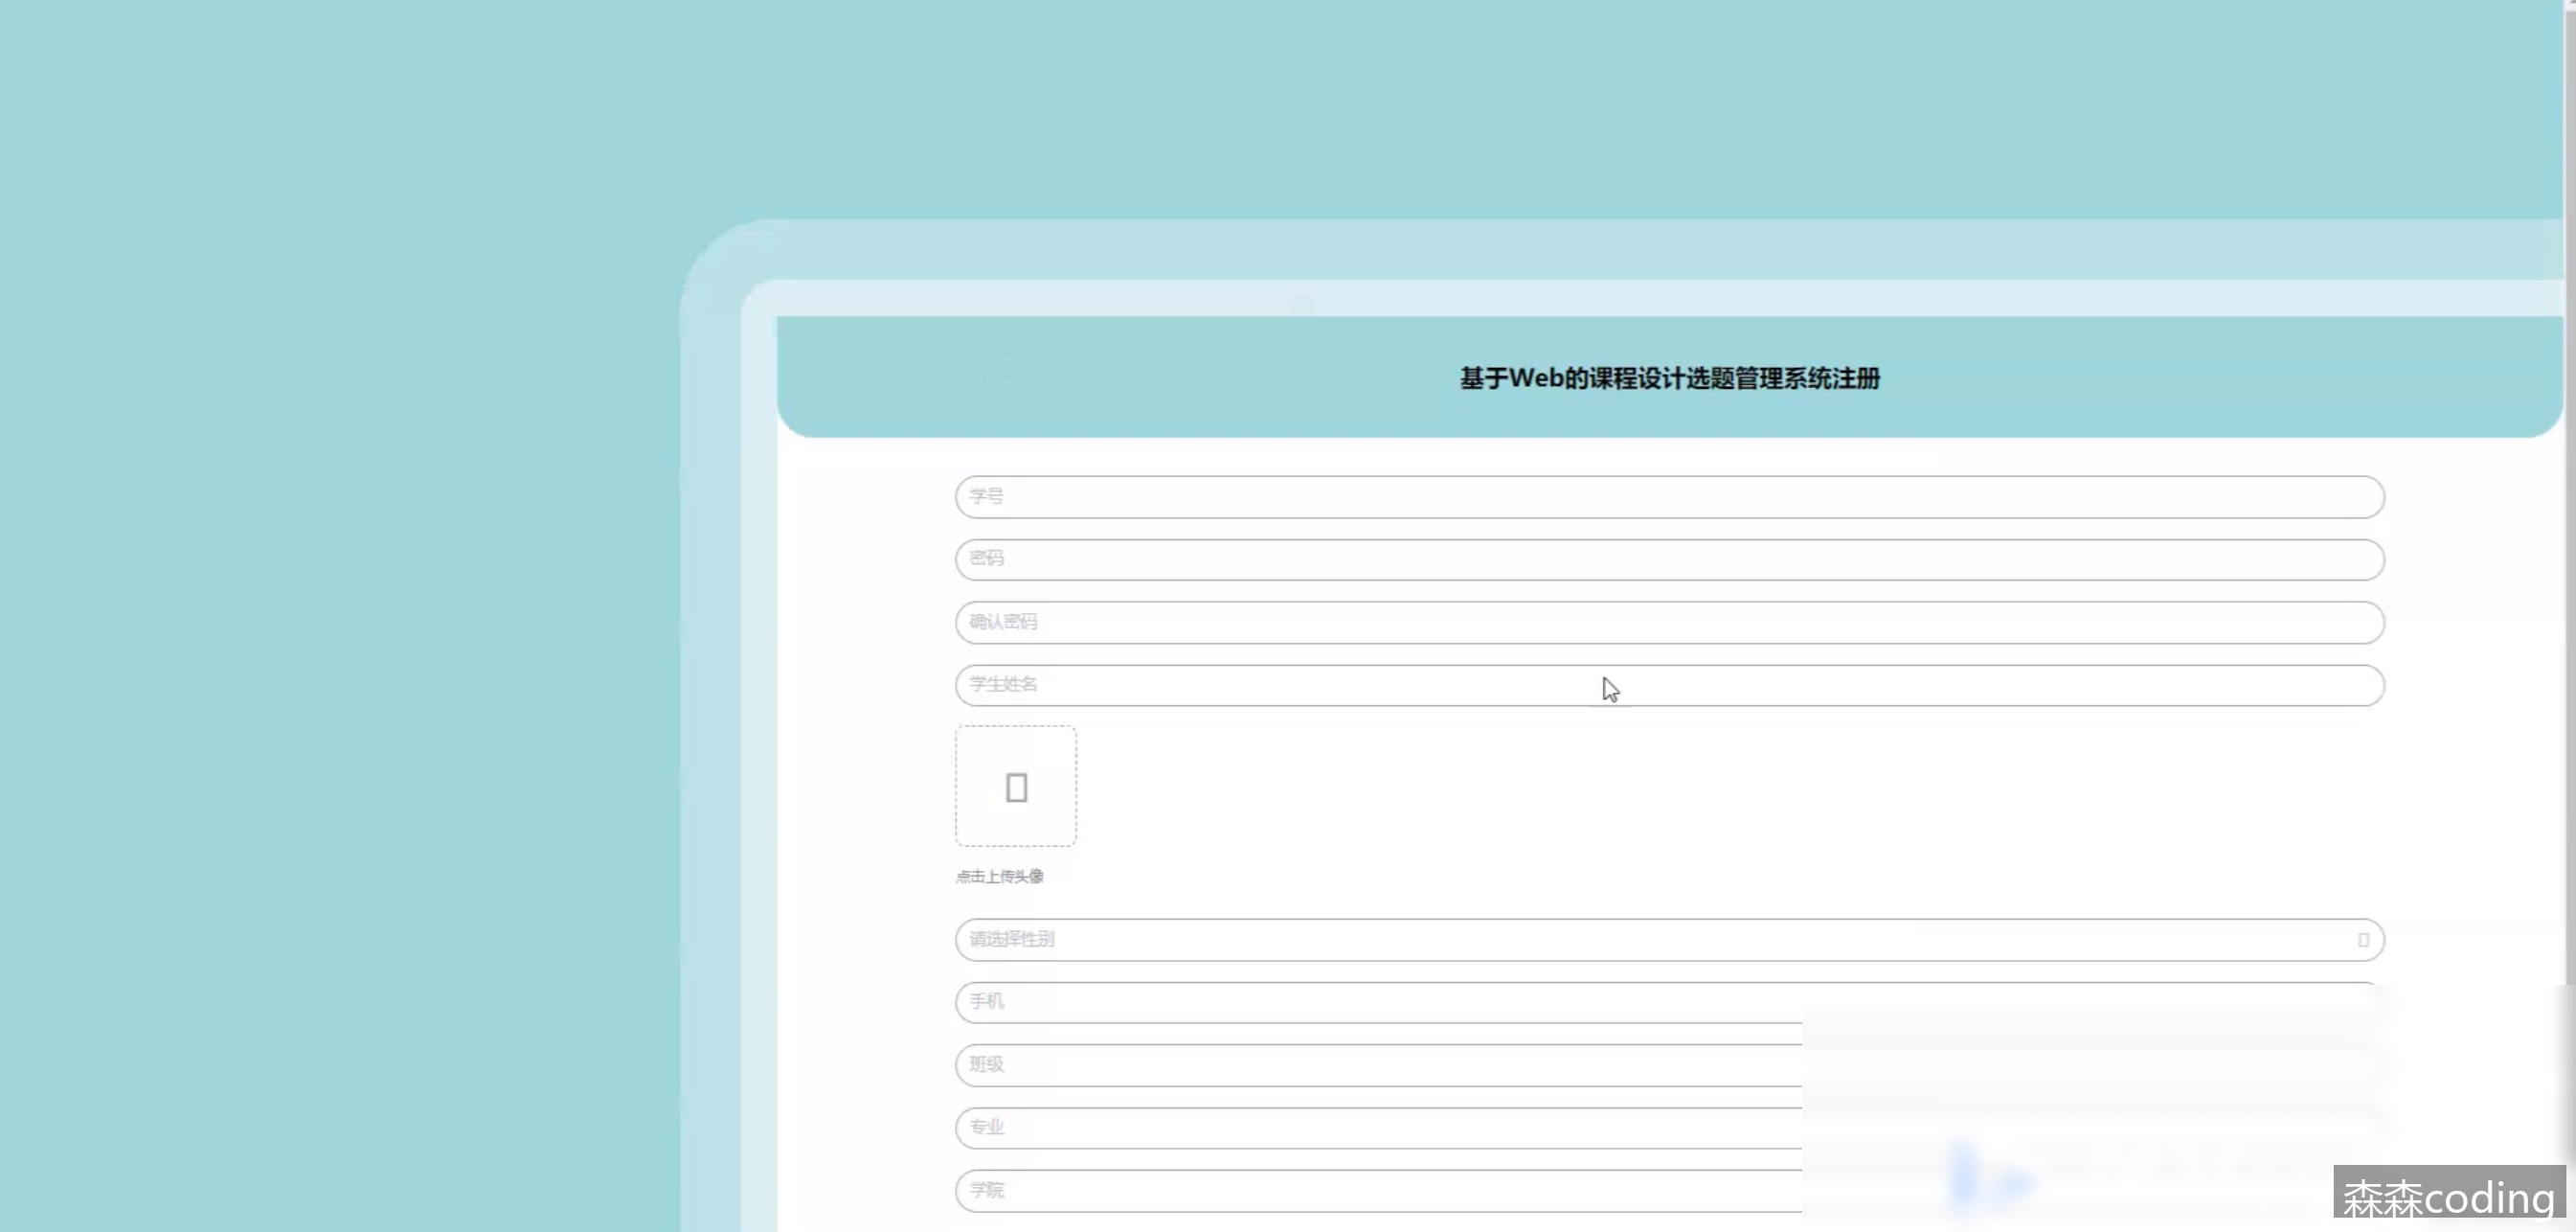 基于Web的课程设计选题管理系统注册
学号
密码
确认密码
学生姓名
点击上传头像
请选择性别
手机
班级
专业
学院
森森coding